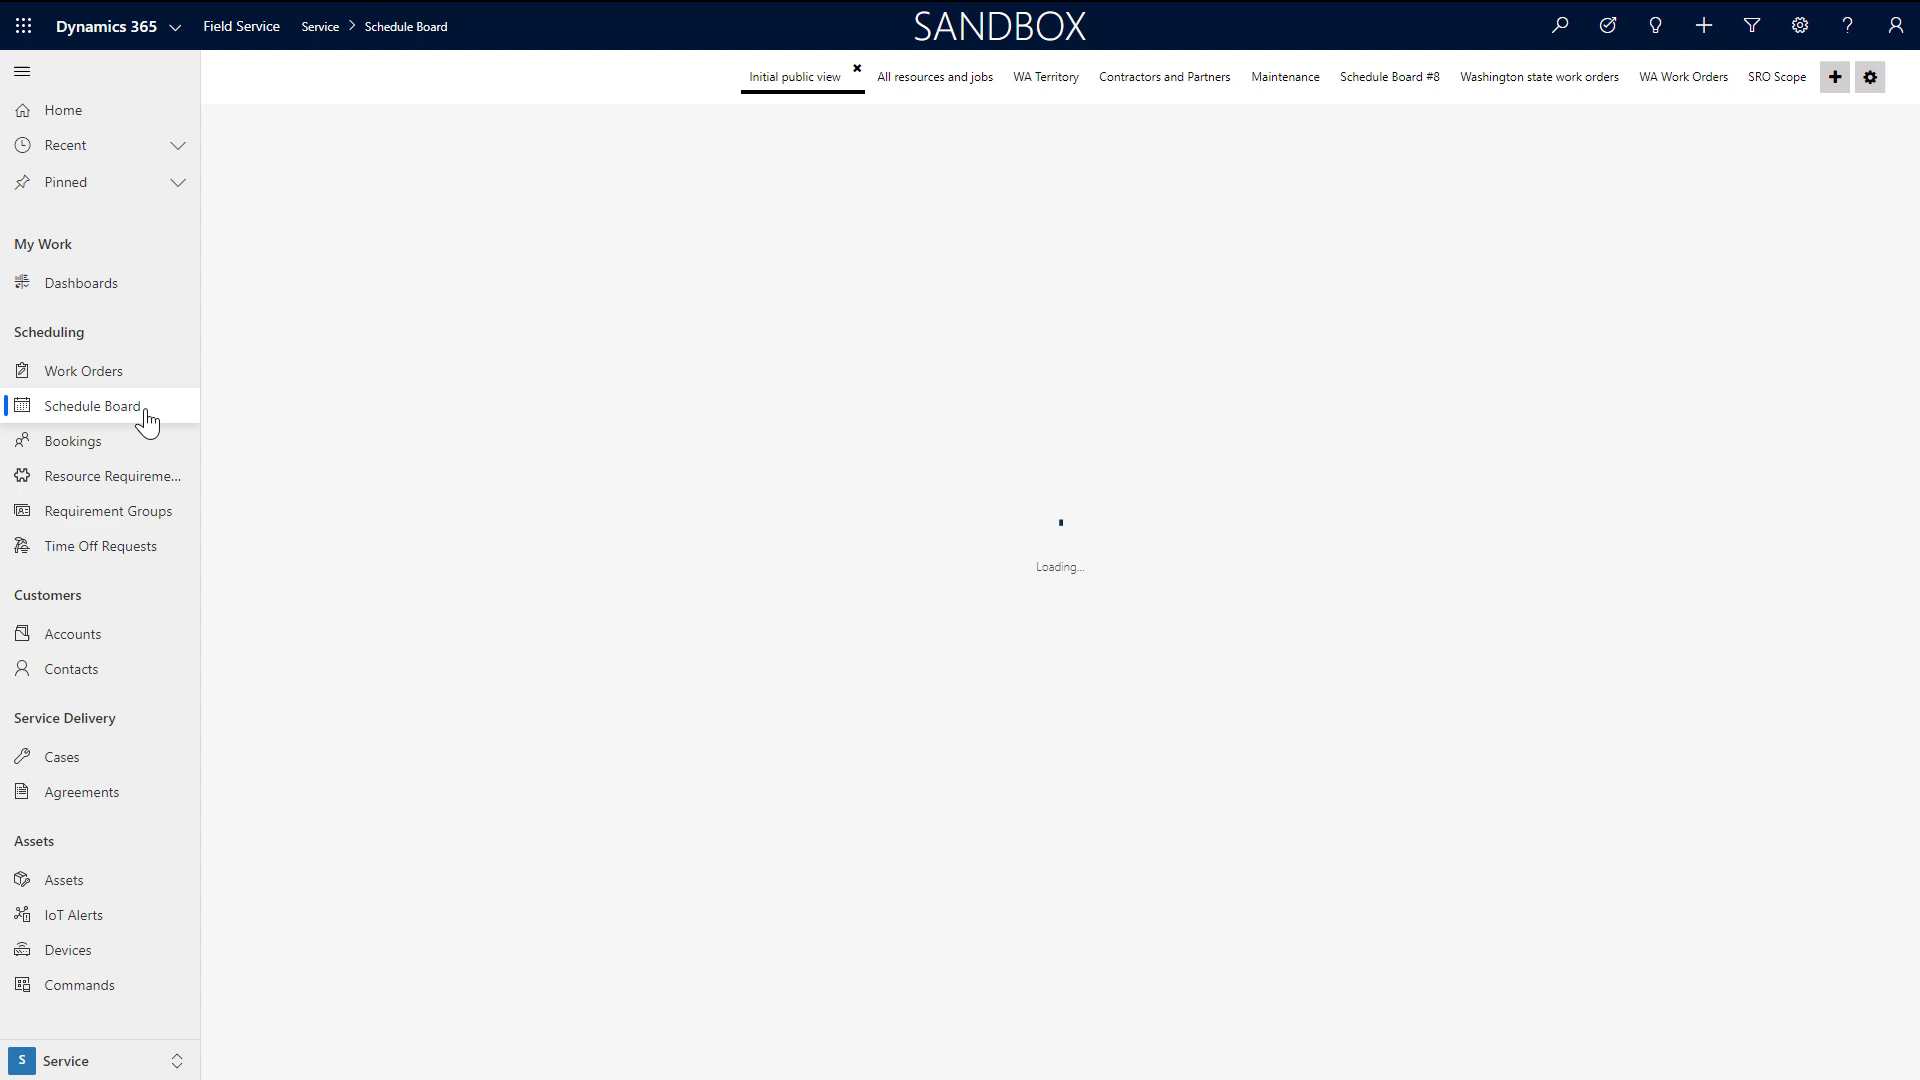 Dynamics 365
Field Service
Service
Schedule Board
SANDBOX
Initial public view
All resources and jobs
WA Territory
Contractors and Partners
Maintenance
Schedule Board #8
Washington state work orders
WA Work Orders
SRO Scope
Home
Recent
Pinned
My Work
Dashboards
Scheduling
Work Orders
Schedule Board
Bookings
Resource Requireme...
Requirement Groups
Time Off Requests
Customers
Accounts
Contacts
Service Delivery
Cases
Agreements
Assets
Assets
IoT Alerts
Devices
Commands
S
Service
Loading...